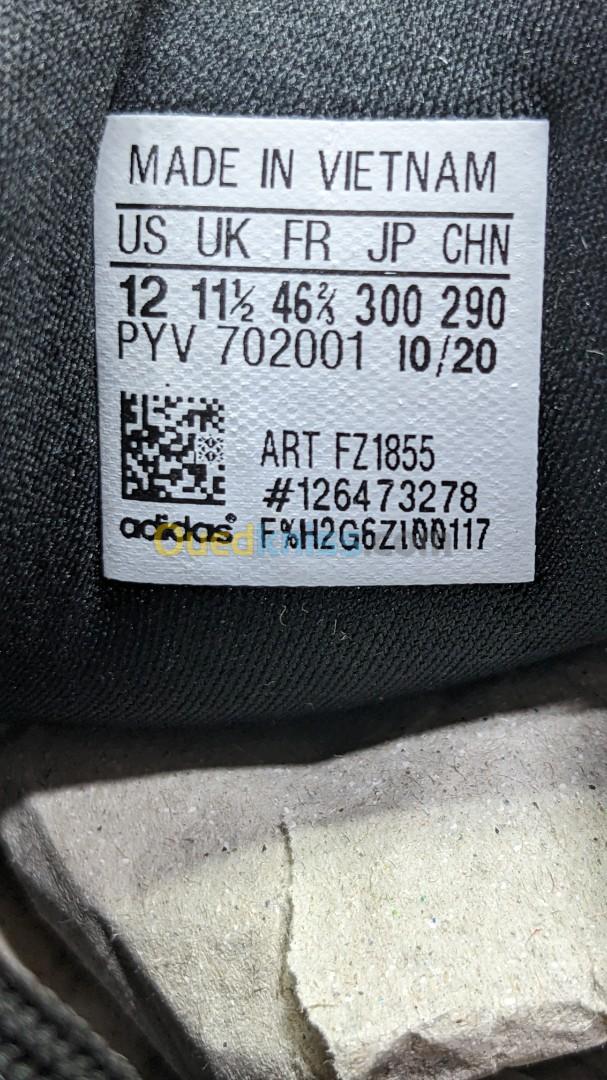 MADE IN VIETNAM
US UK FR JP CHN
12 11½ 46⅔ 300 290
PYV 702001 10/20
ART FZ1855
#126473278
adidas®